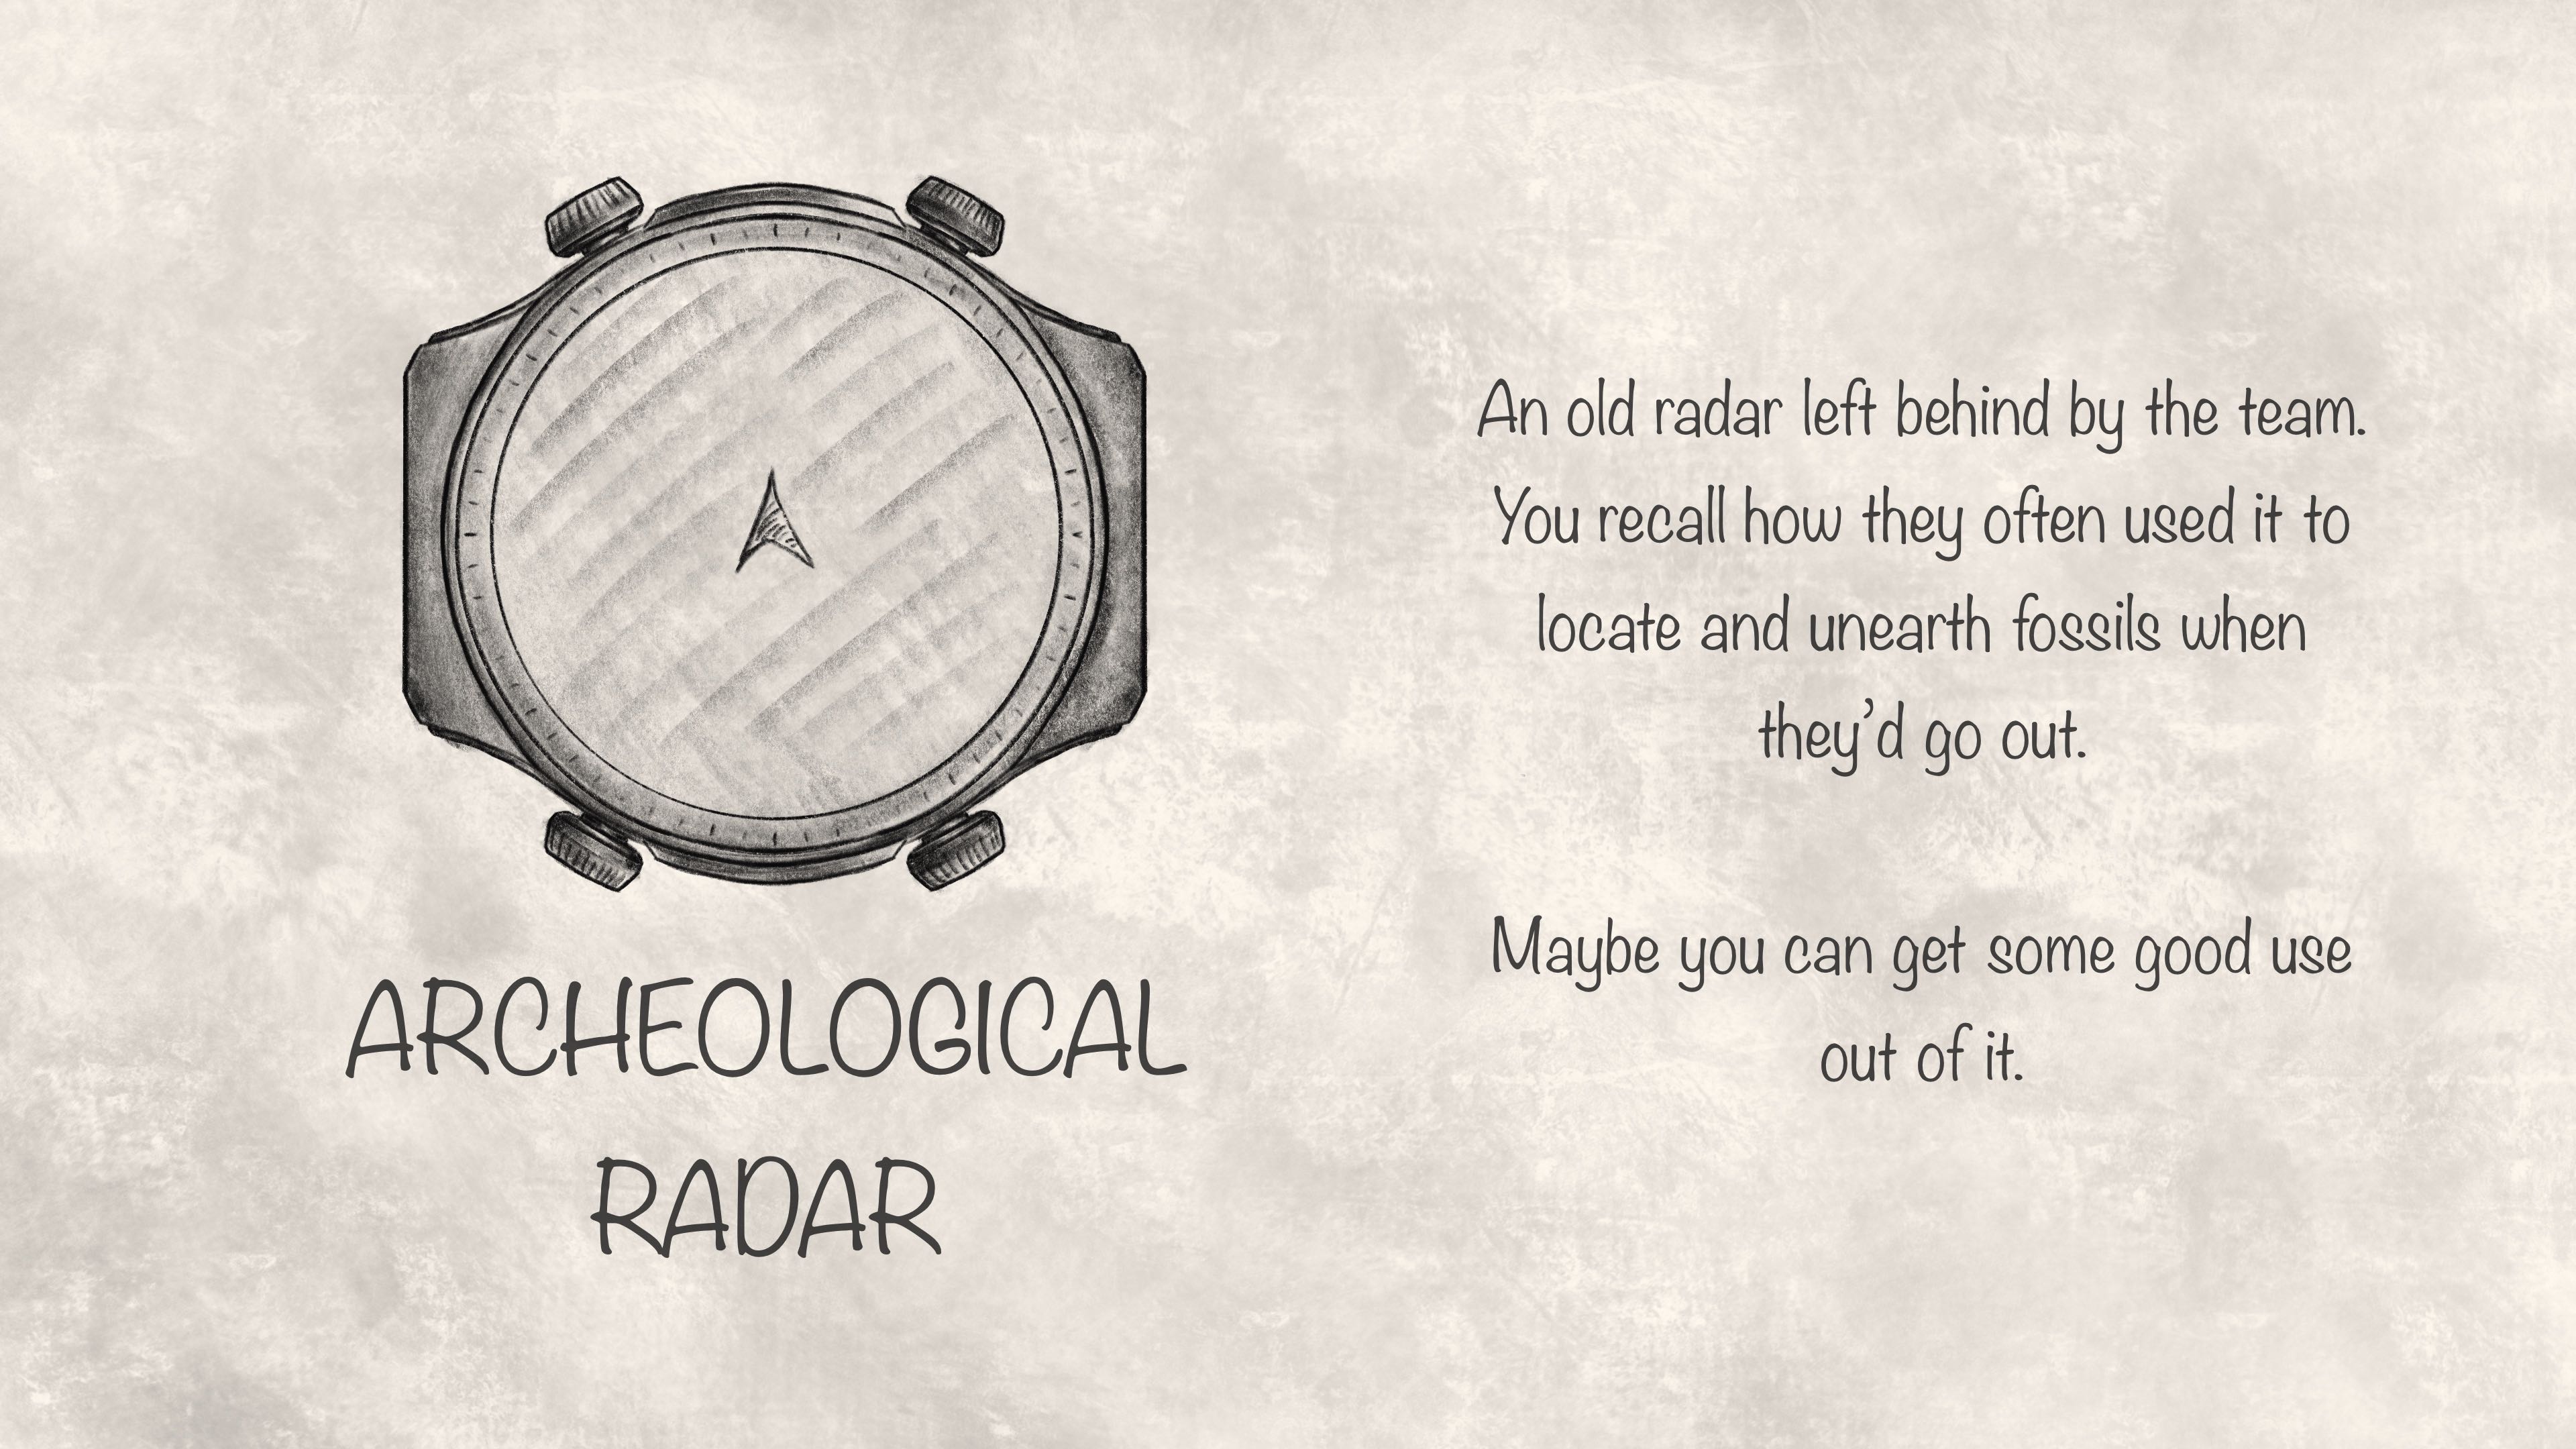 ARCHEOLOGICAL
RADAR
An old radar left behind by the team.
You recall how they often used it to
locate and unearth fossils when
they’d go out.
Maybe you can get some good use
out of it.